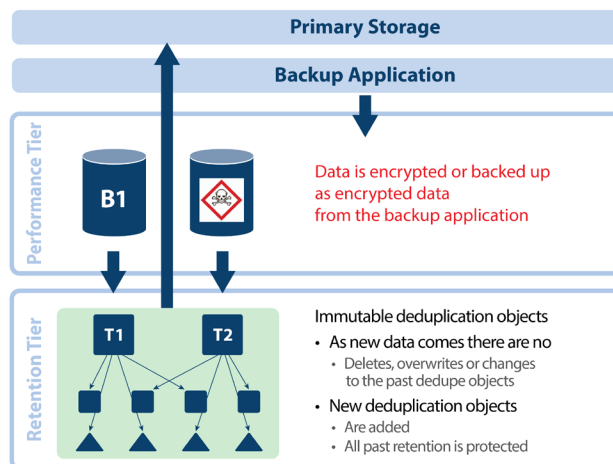 Primary Storage
Backup Application
Performance Tier
B1
Data is encrypted or backed up
as encrypted data
from the backup application
Retention Tier
T1
T2
Immutable deduplication objects
• As new data comes there are no
• Deletes, overwrites or changes
to the past dedupe objects
• New deduplication objects
• Are added
• All past retention is protected